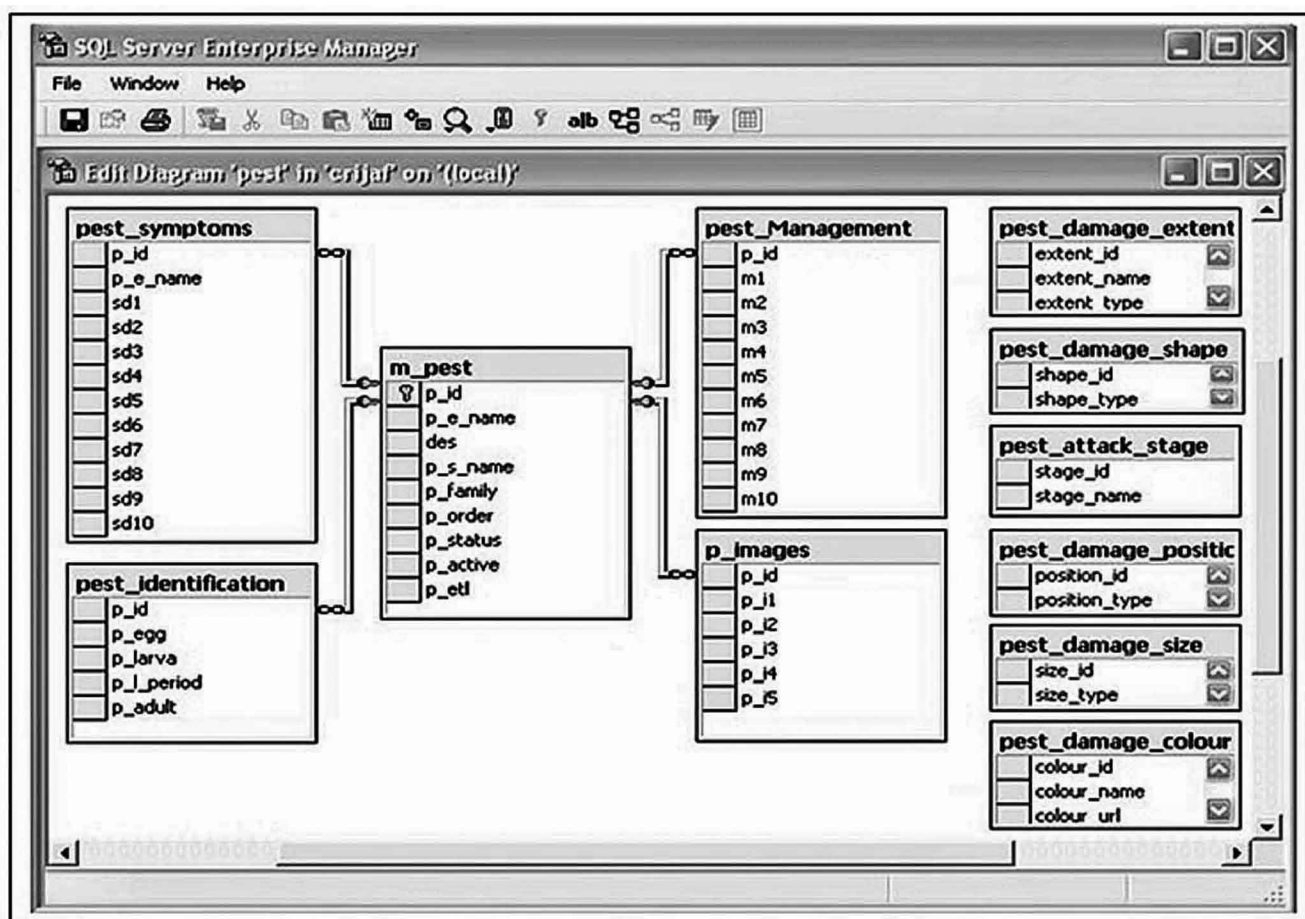 SQL Server Enterprise Manager
File Window Help
Edit Diagram 'pest' in 'crijaf' on '(local)'
pest_symptoms
p_id
p_e_name
sd1
sd2
sd3
sd4
sd5
sd6
sd7
sd8
sd9
sd10
pest_identification
p_id
p_egg
p_larva
p_l_period
p_adult
m_pest
p_id
p_e_name
des
p_s_name
p_family
p_order
p_status
p_active
p_etl
pest_Management
p_id
m1
m2
m3
m4
m5
m6
m7
m8
m9
m10
p_images
p_id
p_i1
p_i2
p_i3
p_i4
p_i5
pest_damage_extent
extent_id
extent_name
extent_type
pest_damage_shape
shape_id
shape_type
pest_attack_stage
stage_id
stage_name
pest_damage_positic
position_id
position_type
pest_damage_size
size_id
size_type
pest_damage_colour
colour_id
colour_name
colour_url